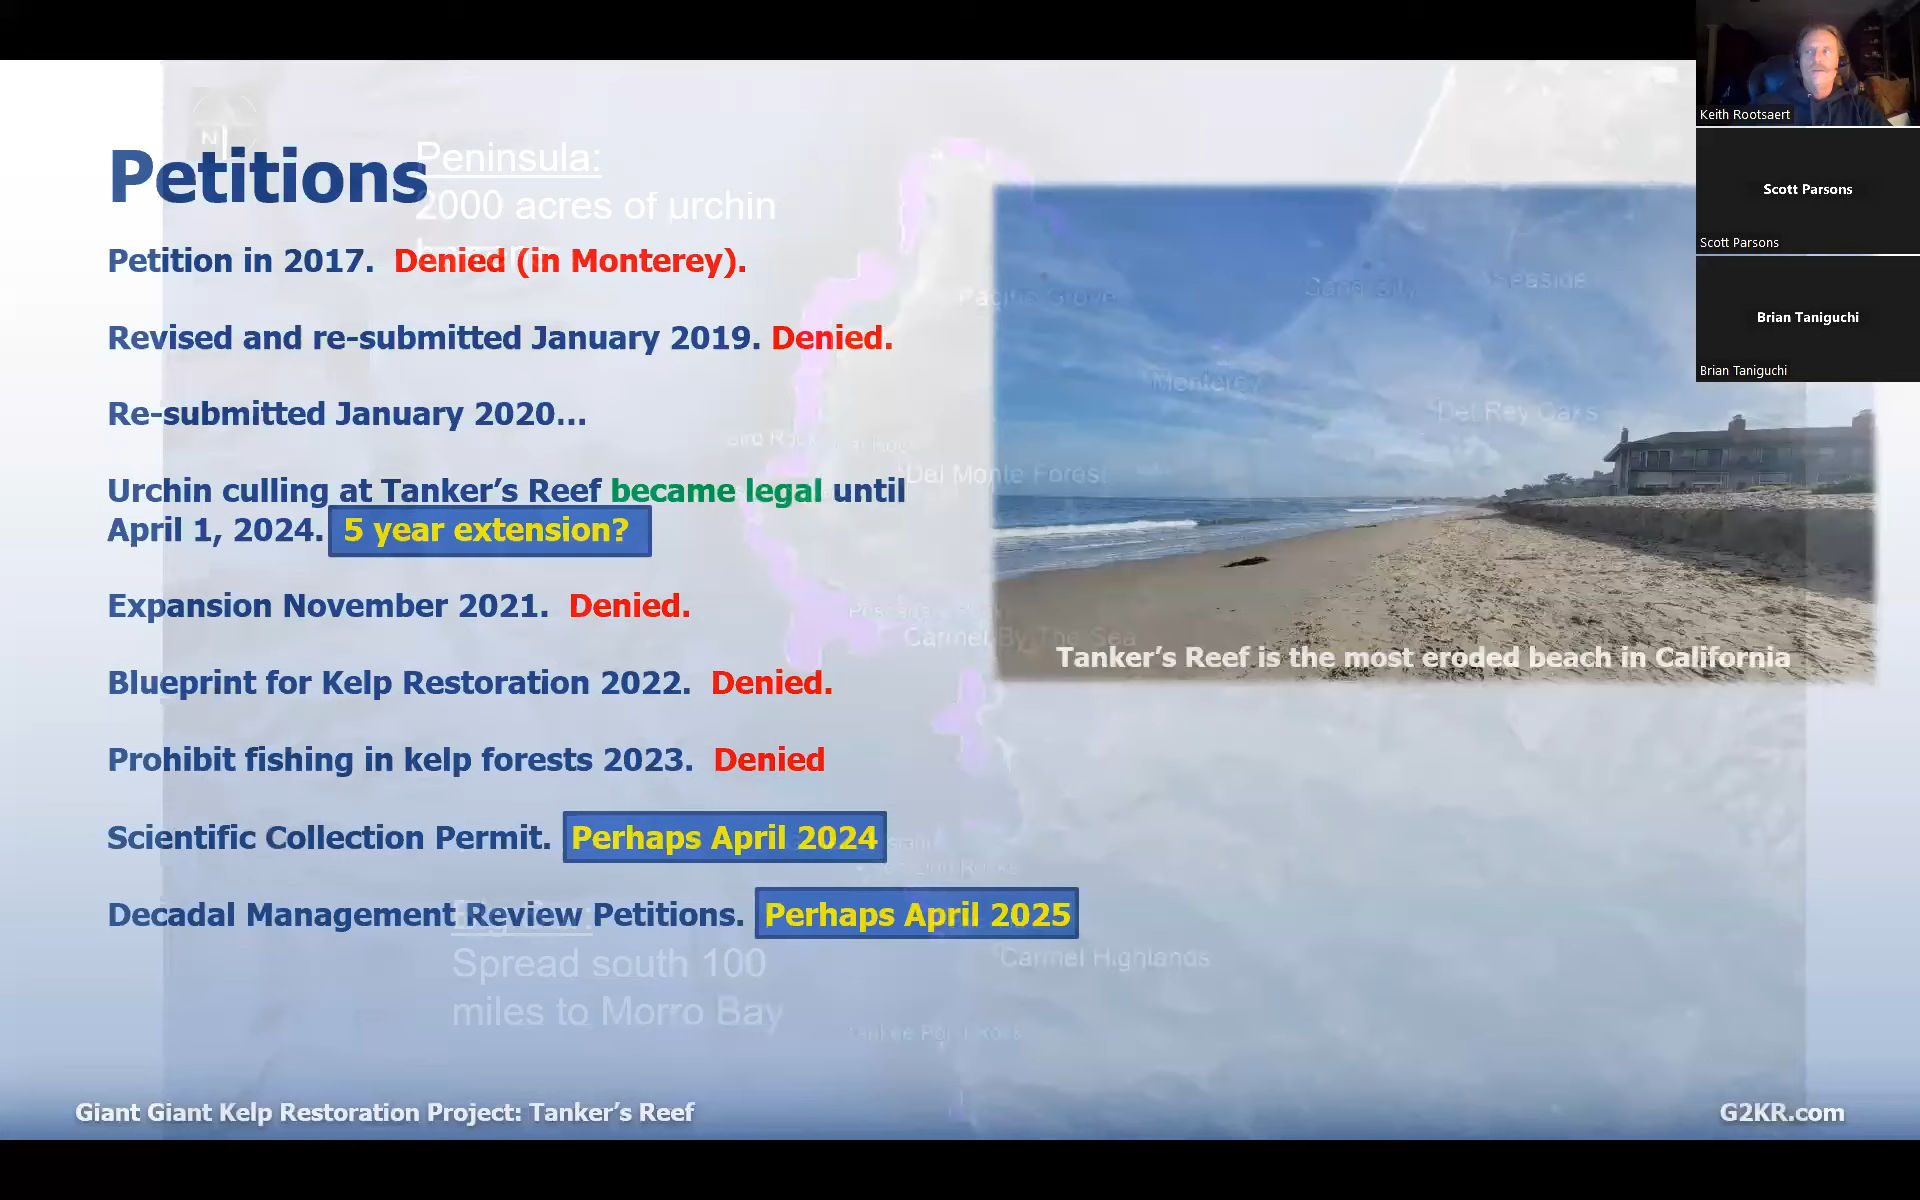 Keith Rootsaert
Scott Parsons
Scott Parsons
Brian Taniguchi
Brian Taniguchi
N
Petitions
Peninsula:
2000 acres of urchin
Petition in 2017. Denied (in Monterey).
Revised and re-submitted January 2019. Denied.
Re-submitted January 2020...
Urchin culling at Tanker's Reef became legal until
April 1, 2024. 5 year extension?
Expansion November 2021. Denied.
Blueprint for Kelp Restoration 2022. Denied.
Prohibit fishing in kelp forests 2023. Denied
Scientific Collection Permit. Perhaps April 2024
Decadal Management Review Petitions. Perhaps April 2025
Spread south 100
miles to Morro Bay
Pacific Grove
Sand City
Seaside
Monterey
Del Rey Oaks
Bird Rock
Del Monte Forest
Carmel By The Sea
Tanker's Reef is the most eroded beach in California
Carmel Highlands
Giant Giant Kelp Restoration Project: Tanker's Reef
G2KR.com